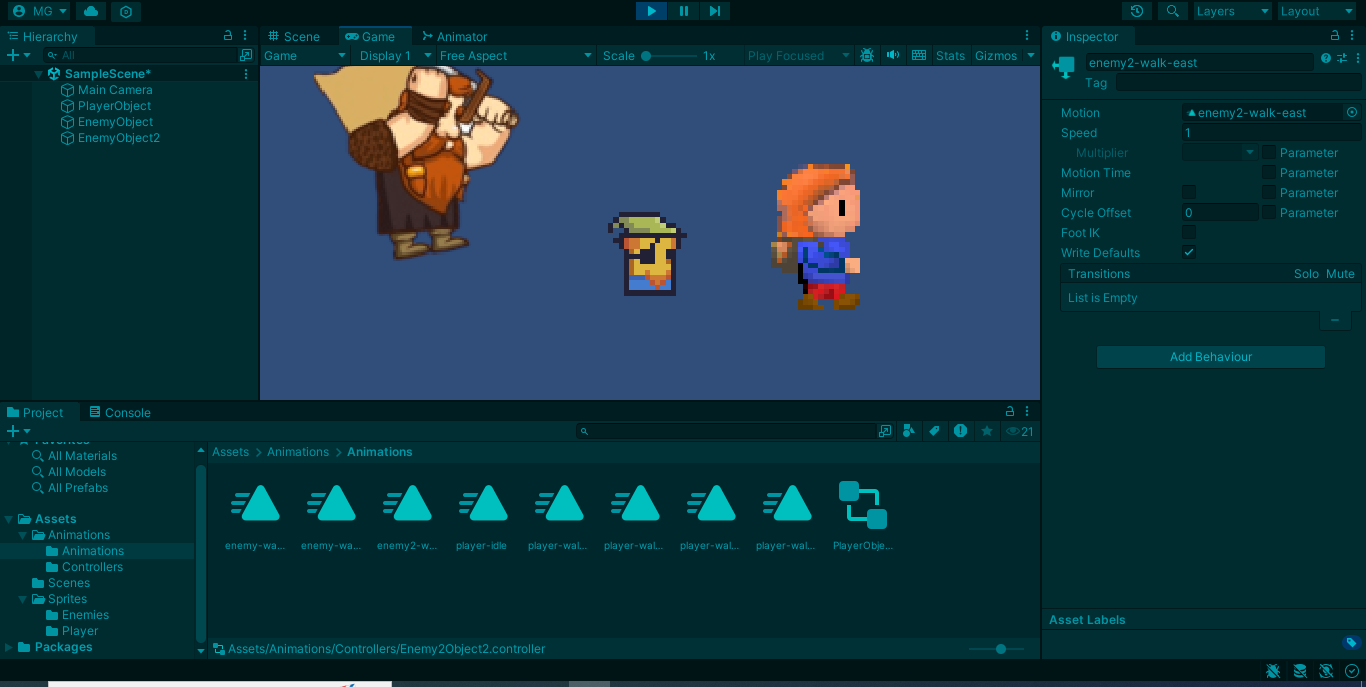 MG
Layers
Layout
Hierarchy
All
SampleScene*
Main Camera
PlayerObject
EnemyObject
EnemyObject2
Scene
Game
Animator
Game
Display 1
Free Aspect
Scale
1x
Play Focused
Stats
Gizmos
Inspector
enemy2-walk-east
Tag
Motion
enemy2-walk-east
Speed
1
Multiplier
Parameter
Motion Time
Parameter
Mirror
Parameter
Cycle Offset
0
Parameter
Foot IK
Write Defaults
Transitions
Solo
Mute
List is Empty
Add Behaviour
Asset Labels
Project
Console
21
Favorites
All Materials
All Models
All Prefabs
Assets
Animations
Animations
Controllers
Scenes
Sprites
Enemies
Player
Packages
Assets > Animations > Animations
enemy-wa...
enemy-wa...
enemy2-w...
player-idle
player-wal...
player-wal...
player-wal...
player-wal...
PlayerObje...
Assets/Animations/Controllers/Enemy2Object2.controller